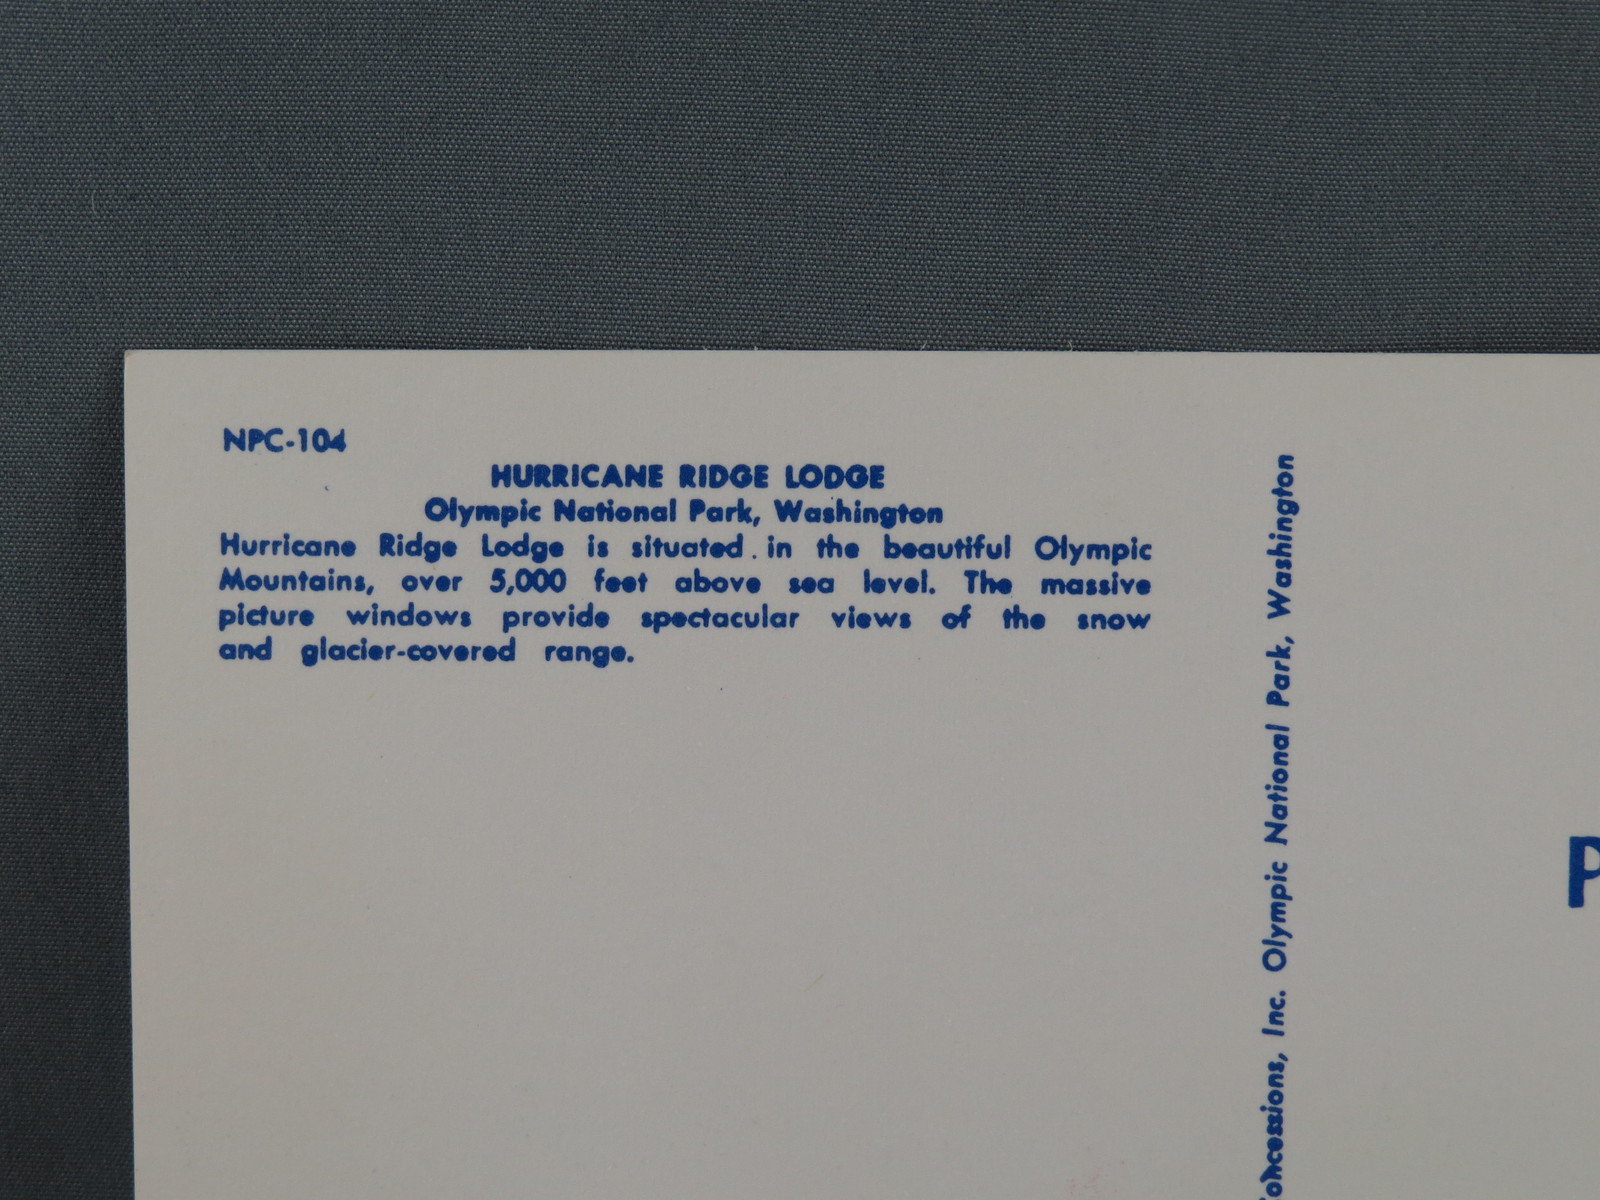 NPC-104
HURRICANE RIDGE LODGE
Olympic National Park, Washington
Hurricane Ridge Lodge is situated . in the beautiful Olympic
Mountains, over 5,000 feet above sea level. The massive
picture windows provide spectacular views of the snow
and glacier-covered range.
oncessions, Inc. Olympic National Park, Washington
P